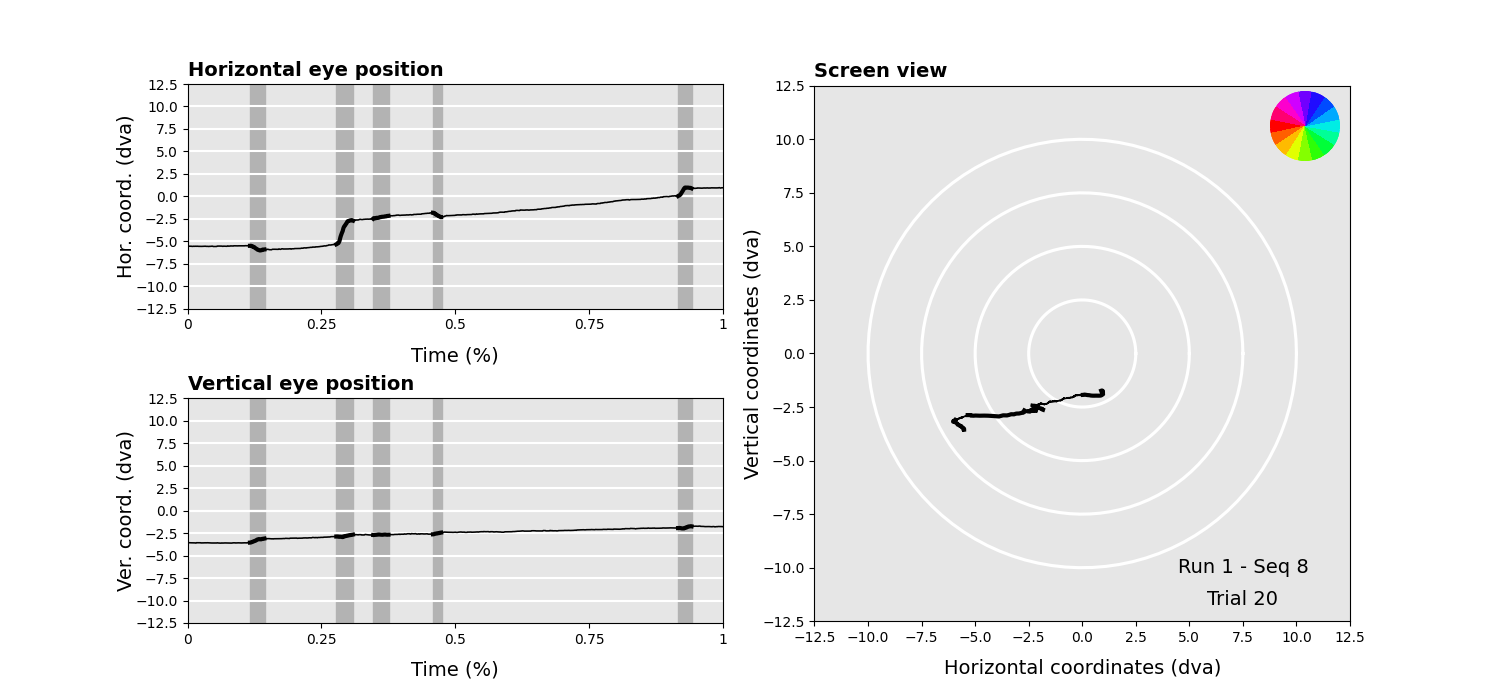 Horizontal eye position
Hor. coord. (dva)
12.5
10.0
7.5
5.0
2.5
0.0
−2.5
−5.0
−7.5
−10.0
−12.5
0 0.25 0.5 0.75 1
Time (%)
Vertical eye position
Ver. coord. (dva)
12.5
10.0
7.5
5.0
2.5
0.0
−2.5
−5.0
−7.5
−10.0
−12.5
0 0.25 0.5 0.75 1
Time (%)
Screen view
Vertical coordinates (dva)
12.5
10.0
7.5
5.0
2.5
0.0
−2.5
−5.0
−7.5
−10.0
−12.5
Run 1 - Seq 8
Trial 20
−12.5 −10.0 −7.5 −5.0 −2.5 0.0 2.5 5.0 7.5 10.0 12.5
Horizontal coordinates (dva)